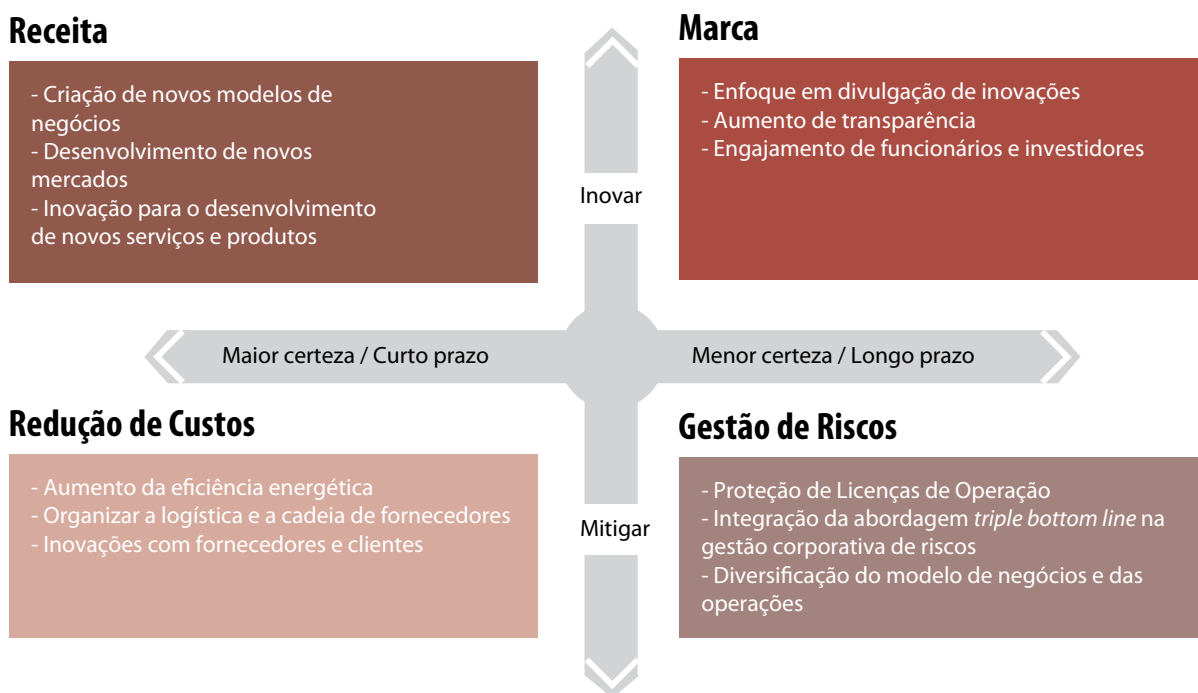 Receita
- Criação de novos modelos de
negócios
- Desenvolvimento de novos
mercados
- Inovação para o desenvolvimento
de novos serviços e produtos
Marca
- Enfoque em divulgação de inovações
- Aumento de transparência
- Engajamento de funcionários e investidores
Inovar
Maior certeza / Curto prazo
Menor certeza / Longo prazo
Redução de Custos
- Aumento da eficiência energética
- Organizar a logística e a cadeia de fornecedores
- Inovações com fornecedores e clientes
Mitigar
Gestão de Riscos
- Proteção de Licenças de Operação
- Integração da abordagem triple bottom line na
gestão corporativa de riscos
- Diversificação do modelo de negócios e das
operações